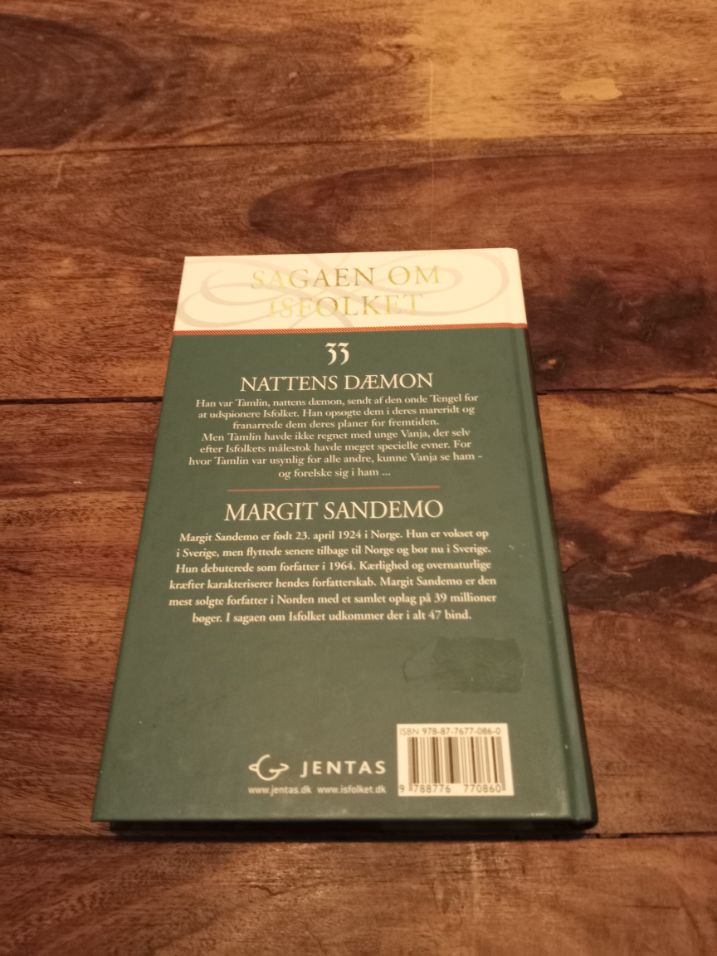 SAGAEN OM
ISFOLKET
33
NATTENS DÆMON
Han var Tamlin, nattens dæmon, sendt af den onde Tengel for
at udspionere Isfolket. Han opsøgte dem i deres mareridt og
franarrede dem deres planer for fremtiden.
Men Tamlin havde ikke regnet med unge Vanja, der selv
efter Isfolkets målestok havde meget specielle evner. For
hvor Tamlin var usynlig for alle andre, kunne Vanja se ham -
og forelske sig i ham ...
MARGIT SANDEMO
Margit Sandemo er født 23. april 1924 i Norge. Hun er vokset op
i Sverige, men flyttede senere tilbage til Norge og bor nu i Sverige.
Hun debuterede som forfatter i 1964. Kærlighed og overnaturlige
kræfter karakteriserer hendes forfatterskab. Margit Sandemo er den
mest solgte forfatter i Norden med et samlet oplag på 39 millioner
bøger. I sagaen om Isfolket udkommer der i alt 47 bind.
ISBN 978-87-7677-086-0
JENTAS
www.jentas.dk www.isfolket.dk
9 788776 770860